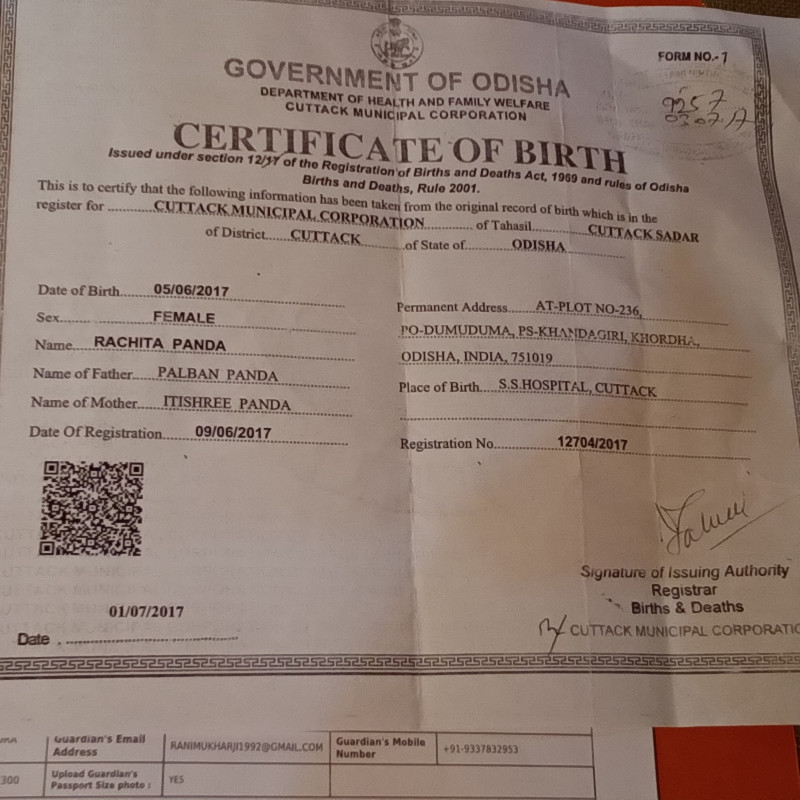 FORM NO.- 7
GOVERNMENT OF ODISHA
DEPARTMENT OF HEALTH AND FAMILY WELFARE
CUTTACK MUNICIPAL CORPORATION
CERTIFICATE OF BIRTH
Issued under section 12/17 of the Registration of Births and Deaths Act, 1969 and rules of Odisha
Births and Deaths, Rule 2001.
This is to certify that the following information has been taken from the original record of birth which is in the
register for CUTTACK MUNICIPAL CORPORATION of Tahasil CUTTACK SADAR
of District CUTTACK of State of ODISHA
Date of Birth 05/06/2017
Sex FEMALE
Name RACHITA PANDA
Name of Father PALBAN PANDA
Name of Mother ITISHREE PANDA
Date Of Registration 09/06/2017
Permanent Address AT-PLOT NO-236,
PO-DUMUDUMA, PS-KHANDAGIRI, KHORDHA,
ODISHA, INDIA, 751019
Place of Birth S.S.HOSPITAL, CUTTACK
Registration No. 12704/2017
Signature of Issuing Authority
Registrar
Births & Deaths
CUTTACK MUNICIPAL CORPORATIO
01/07/2017
Date
Guardian's Email Address RANIMUKHARJI1992@GMAIL.COM Guardian's Mobile Number +91-9337832953
300 Upload Guardian's Passport Size photo : YES